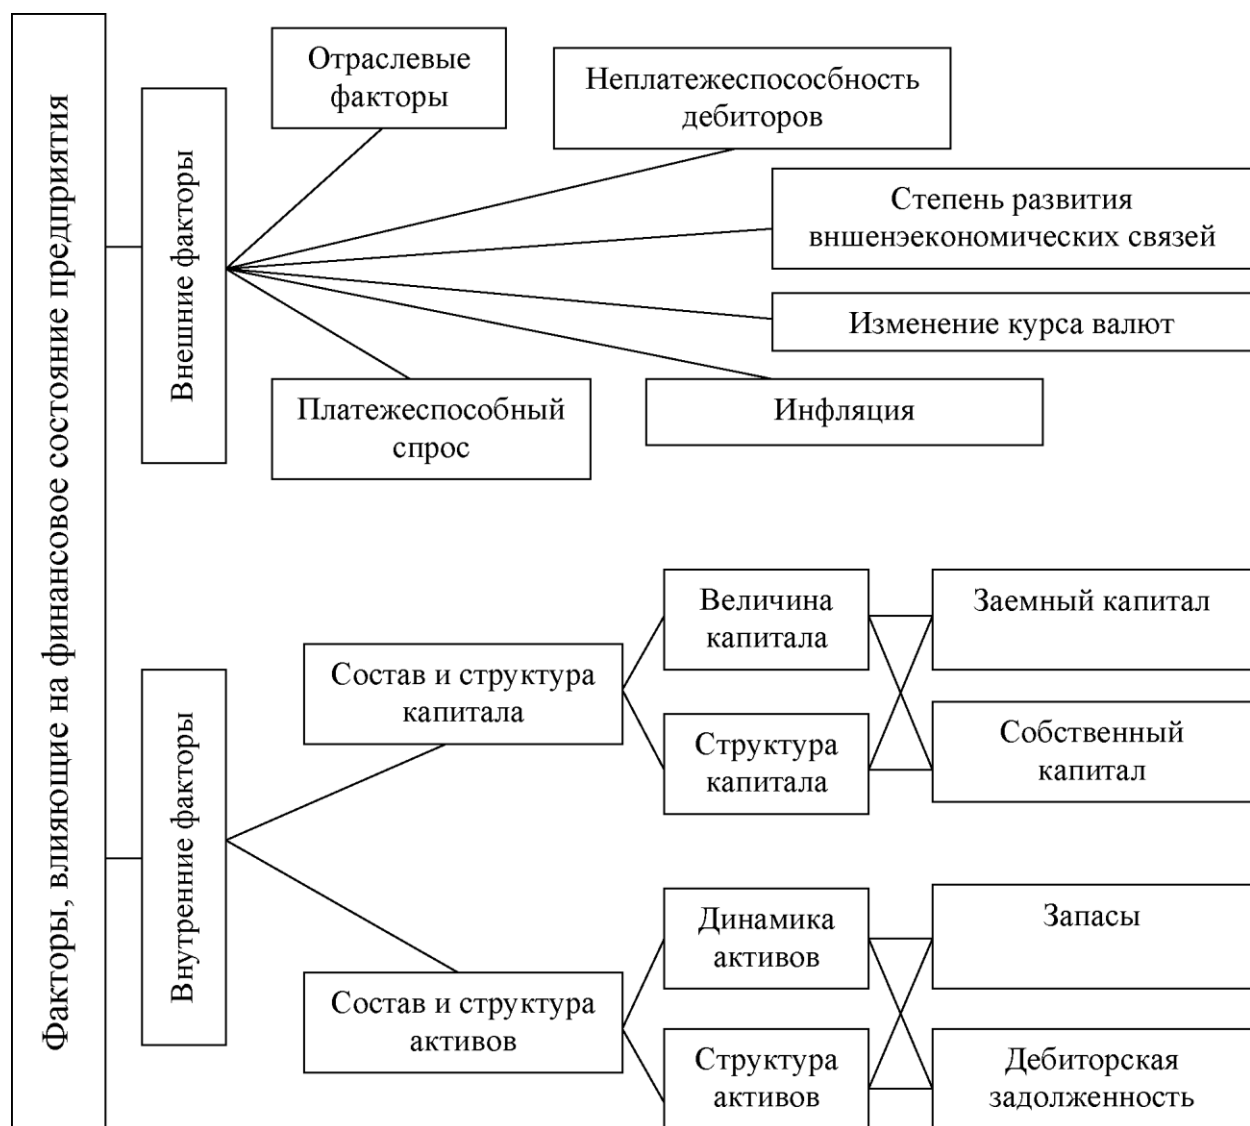 Факторы, влияющие на финансовое состояние предприятия
Внешние факторы
Отраслевые
факторы
Неплатежеспососбность
дебиторов
Степень развития
вншенэекономических связей
Изменение курса валют
Инфляция
Платежеспособный
спрос
Внутренние факторы
Состав и структура
капитала
Величина
капитала
Структура
капитала
Заемный капитал
Собственный
капитал
Состав и структура
активов
Динамика
активов
Структура
активов
Запасы
Дебиторская
задолженность